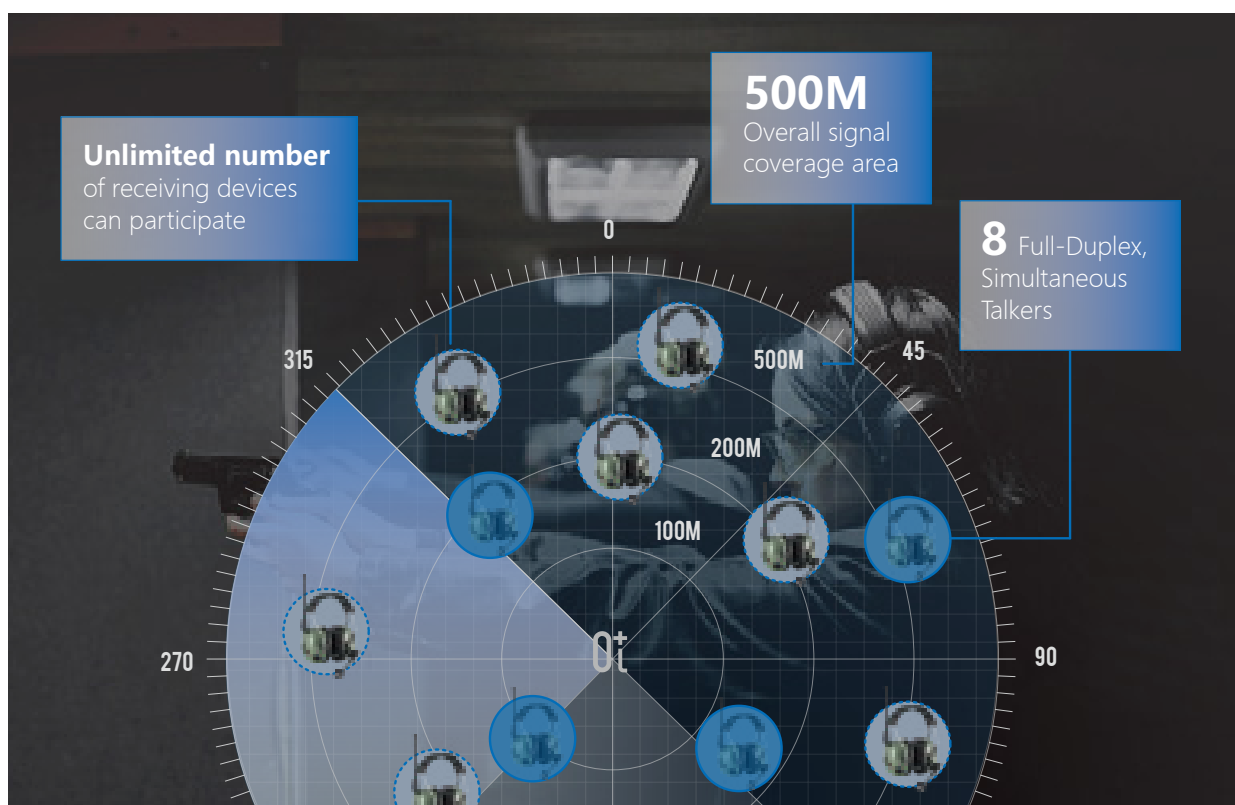 500M
Overall signal
coverage area
Unlimited number
of receiving devices
can participate
8 Full-Duplex,
Simultaneous
Talkers
0
315
500M
45
200M
100M
270
90